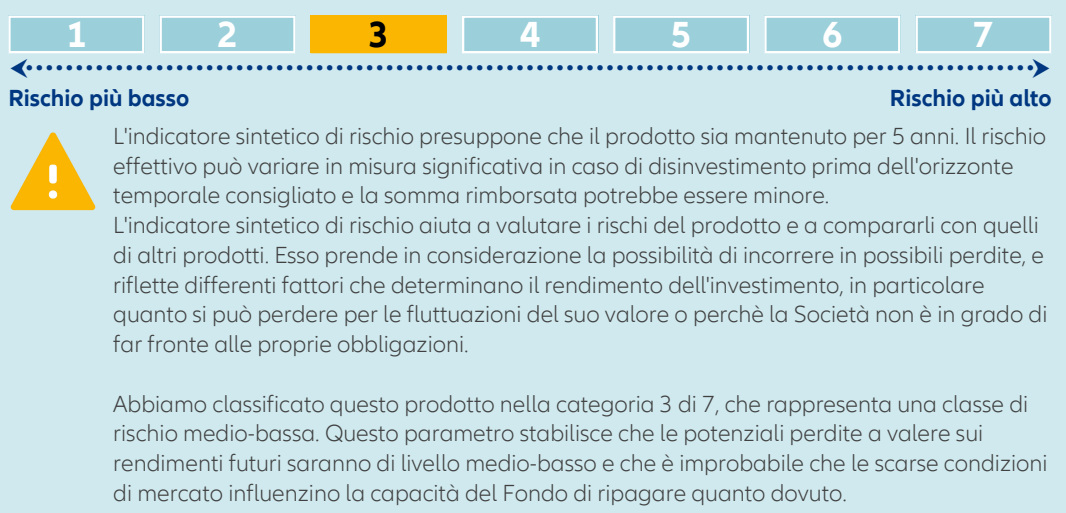 1 2 3 4 5 6 7
Rischio più basso Rischio più alto
L'indicatore sintetico di rischio presuppone che il prodotto sia mantenuto per 5 anni. Il rischio
effettivo può variare in misura significativa in caso di disinvestimento prima dell'orizzonte
temporale consigliato e la somma rimborsata potrebbe essere minore.
L'indicatore sintetico di rischio aiuta a valutare i rischi del prodotto e a compararli con quelli
di altri prodotti. Esso prende in considerazione la possibilità di incorrere in possibili perdite, e
riflette differenti fattori che determinano il rendimento dell'investimento, in particolare
quanto si può perdere per le fluttuazioni del suo valore o perchè la Società non è in grado di
far fronte alle proprie obbligazioni.
Abbiamo classificato questo prodotto nella categoria 3 di 7, che rappresenta una classe di
rischio medio-bassa. Questo parametro stabilisce che le potenziali perdite a valere sui
rendimenti futuri saranno di livello medio-basso e che è improbabile che le scarse condizioni
di mercato influenzino la capacità del Fondo di ripagare quanto dovuto.